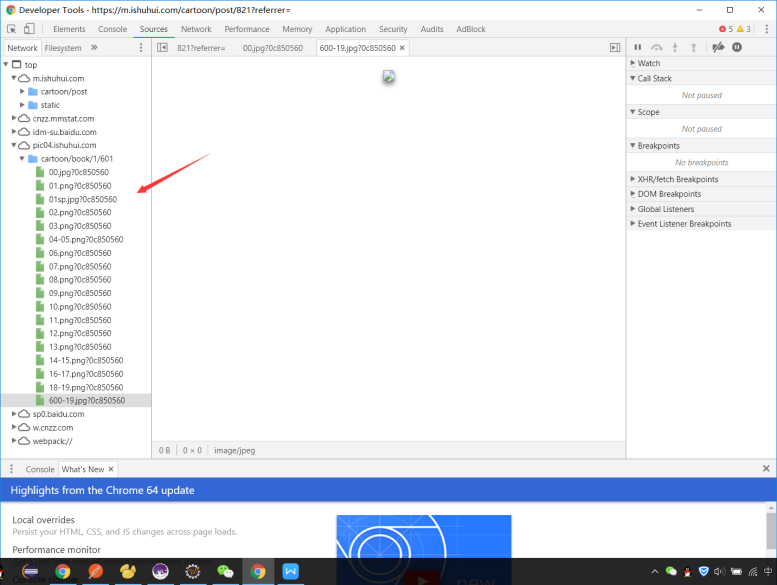 Developer Tools - https://m.ishuhui.com/cartoon/post/821?referrer=
Elements Console Sources Network Performance Memory Application Security Audits AdBlock 5 3
Network Filesystem » 821?referrer= 00.jpg?0c850560 600-19.jpg?0c850560 ×
top
m.ishuhui.com
cartoon/post
static
cnzz.mmstat.com
idm-su.baidu.com
pic04.ishuhui.com
cartoon/book/1/601
00.jpg?0c850560
01.png?0c850560
01sp.jpg?0c850560
02.png?0c850560
03.png?0c850560
04-05.png?0c850560
06.png?0c850560
07.png?0c850560
08.png?0c850560
09.png?0c850560
10.png?0c850560
11.png?0c850560
12.png?0c850560
13.png?0c850560
14-15.png?0c850560
16-17.png?0c850560
18-19.png?0c850560
600-19.jpg?0c850560
sp0.baidu.com
w.cnzz.com
webpack://
0 B 0 × 0 image/jpeg
Watch
Call Stack
Not paused
Scope
Not paused
Breakpoints
No breakpoints
XHR/fetch Breakpoints
DOM Breakpoints
Global Listeners
Event Listener Breakpoints
Console What's New ×
Highlights from the Chrome 64 update
Local overrides
Persist your HTML, CSS, and JS changes across page loads.
Performance monitor
new
中